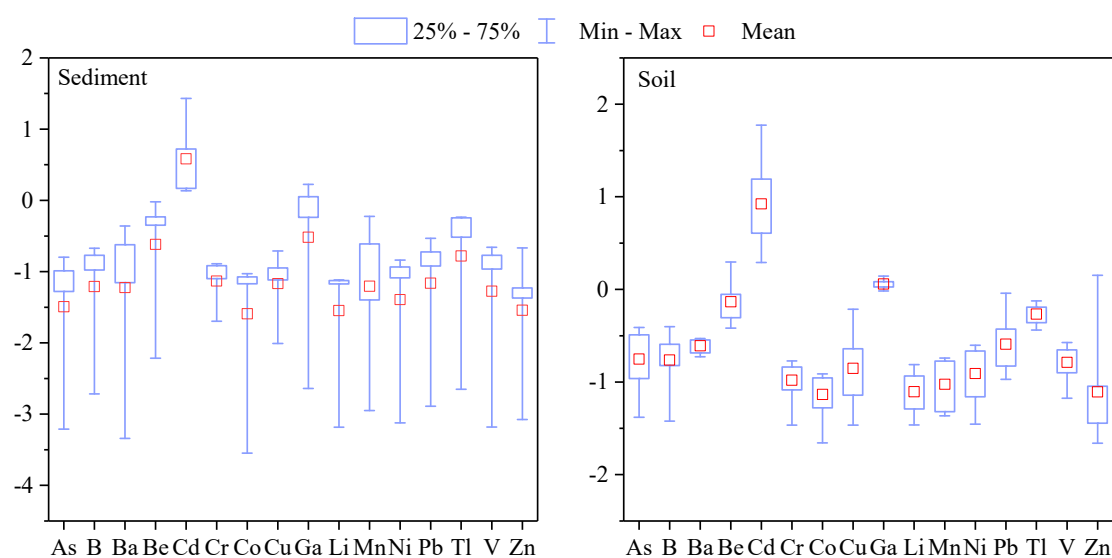 25% - 75% Min - Max Mean
Sediment
2
1
0
-1
-2
-3
-4
As B Ba Be Cd Cr Co Cu Ga Li Mn Ni Pb Tl V Zn
Soil
2
1
0
-1
-2
As B Ba Be Cd Cr Co Cu Ga Li Mn Ni Pb Tl V Zn